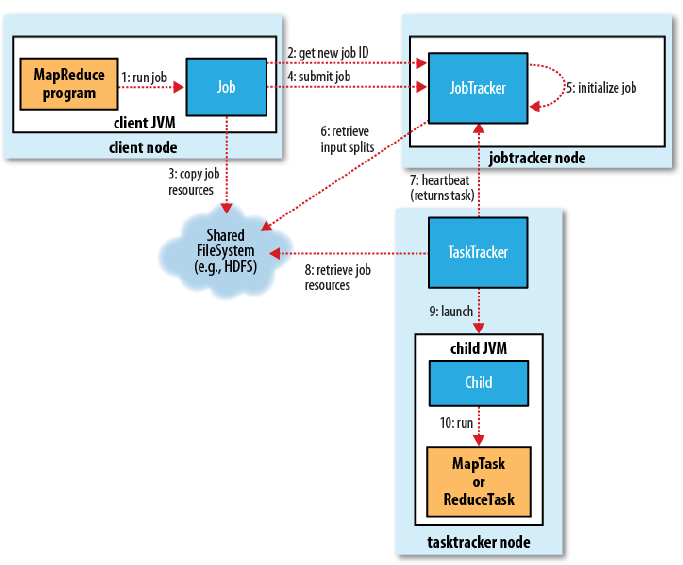 MapReduce
program
1: run job
Job
client JVM
client node
2: get new job ID
4: submit job
JobTracker
5: initialize job
jobtracker node
3: copy job
resources
6: retrieve
input splits
7: heartbeat
(returns task)
Shared
FileSystem
(e.g., HDFS)
8: retrieve job
resources
TaskTracker
9: launch
child JVM
Child
10: run
MapTask
or
ReduceTask
tasktracker node